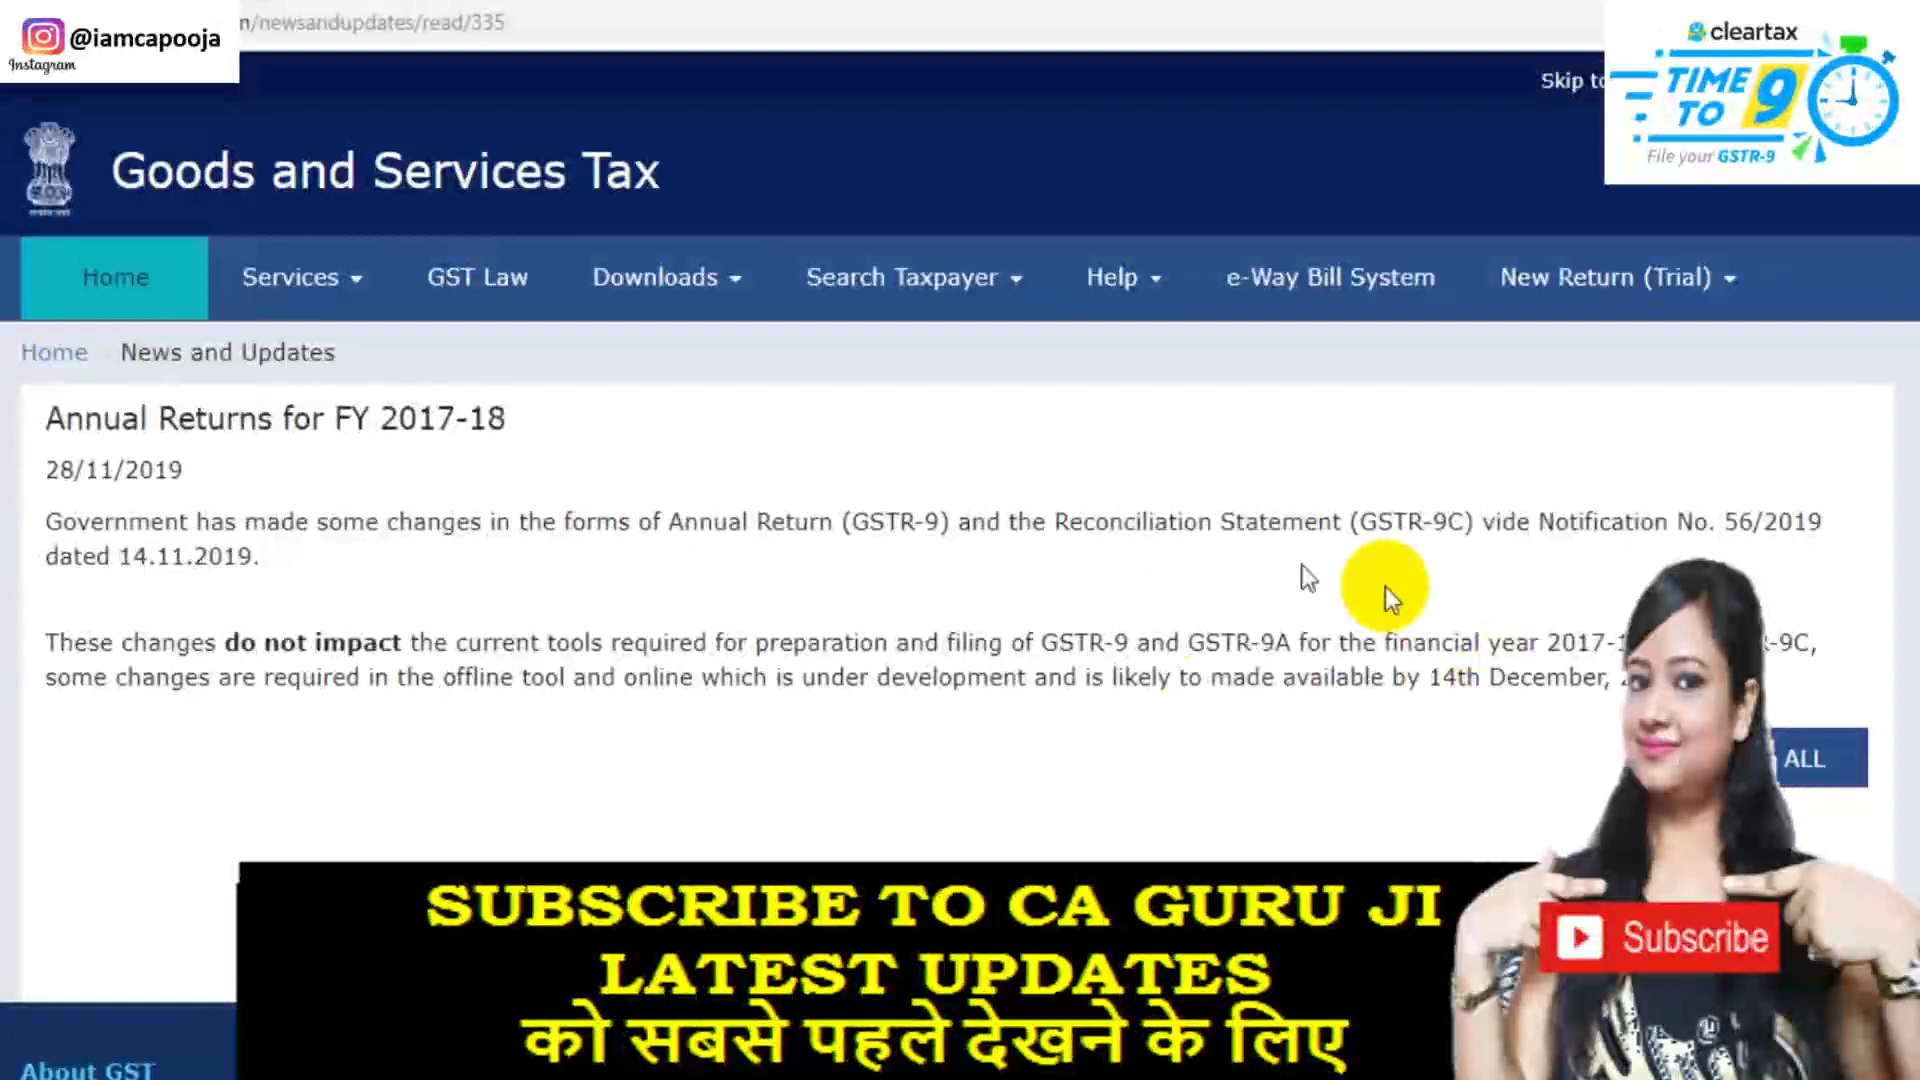 @iamcapooja
Instagram
n/newsandupdates/read/335
cleartax
TIME
TO 9
File your GSTR-9
Skip to
Goods and Services Tax
Home Services GST Law Downloads Search Taxpayer Help e-Way Bill System New Return (Trial)
Home News and Updates
Annual Returns for FY 2017-18
28/11/2019
Government has made some changes in the forms of Annual Return (GSTR-9) and the Reconciliation Statement (GSTR-9C) vide Notification No. 56/2019
dated 14.11.2019.
These changes do not impact the current tools required for preparation and filing of GSTR-9 and GSTR-9A for the financial year 2017-1 -9C,
some changes are required in the offline tool and online which is under development and is likely to made available by 14th December,
ALL
SUBSCRIBE TO CA GURU JI
LATEST UPDATES
को सबसे पहले देखने के लिए
Subscribe
About GST